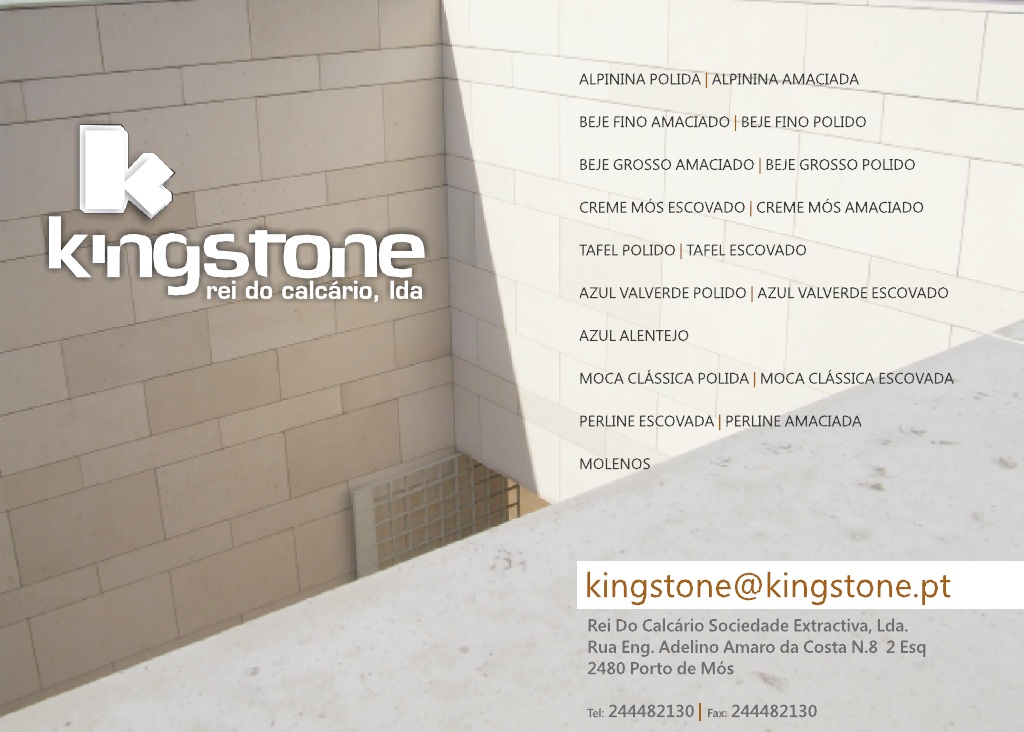 k
kingstone
rei do calcário, lda
ALPININA POLIDA | ALPININA AMACIADA
BEJE FINO AMACIADO | BEJE FINO POLIDO
BEJE GROSSO AMACIADO | BEJE GROSSO POLIDO
CREME MÓS ESCOVADO | CREME MÓS AMACIADO
TAFEL POLIDO | TAFEL ESCOVADO
AZUL VALVERDE POLIDO | AZUL VALVERDE ESCOVADO
AZUL ALENTEJO
MOCA CLÁSSICA POLIDA | MOCA CLÁSSICA ESCOVADA
PERLINE ESCOVADA | PERLINE AMACIADA
MOLENOS
kingstone@kingstone.pt
Rei Do Calcário Sociedade Extractiva, Lda.
Rua Eng. Adelino Amaro da Costa N.8 2 Esq
2480 Porto de Mós
Tel: 244482130 | Fax: 244482130